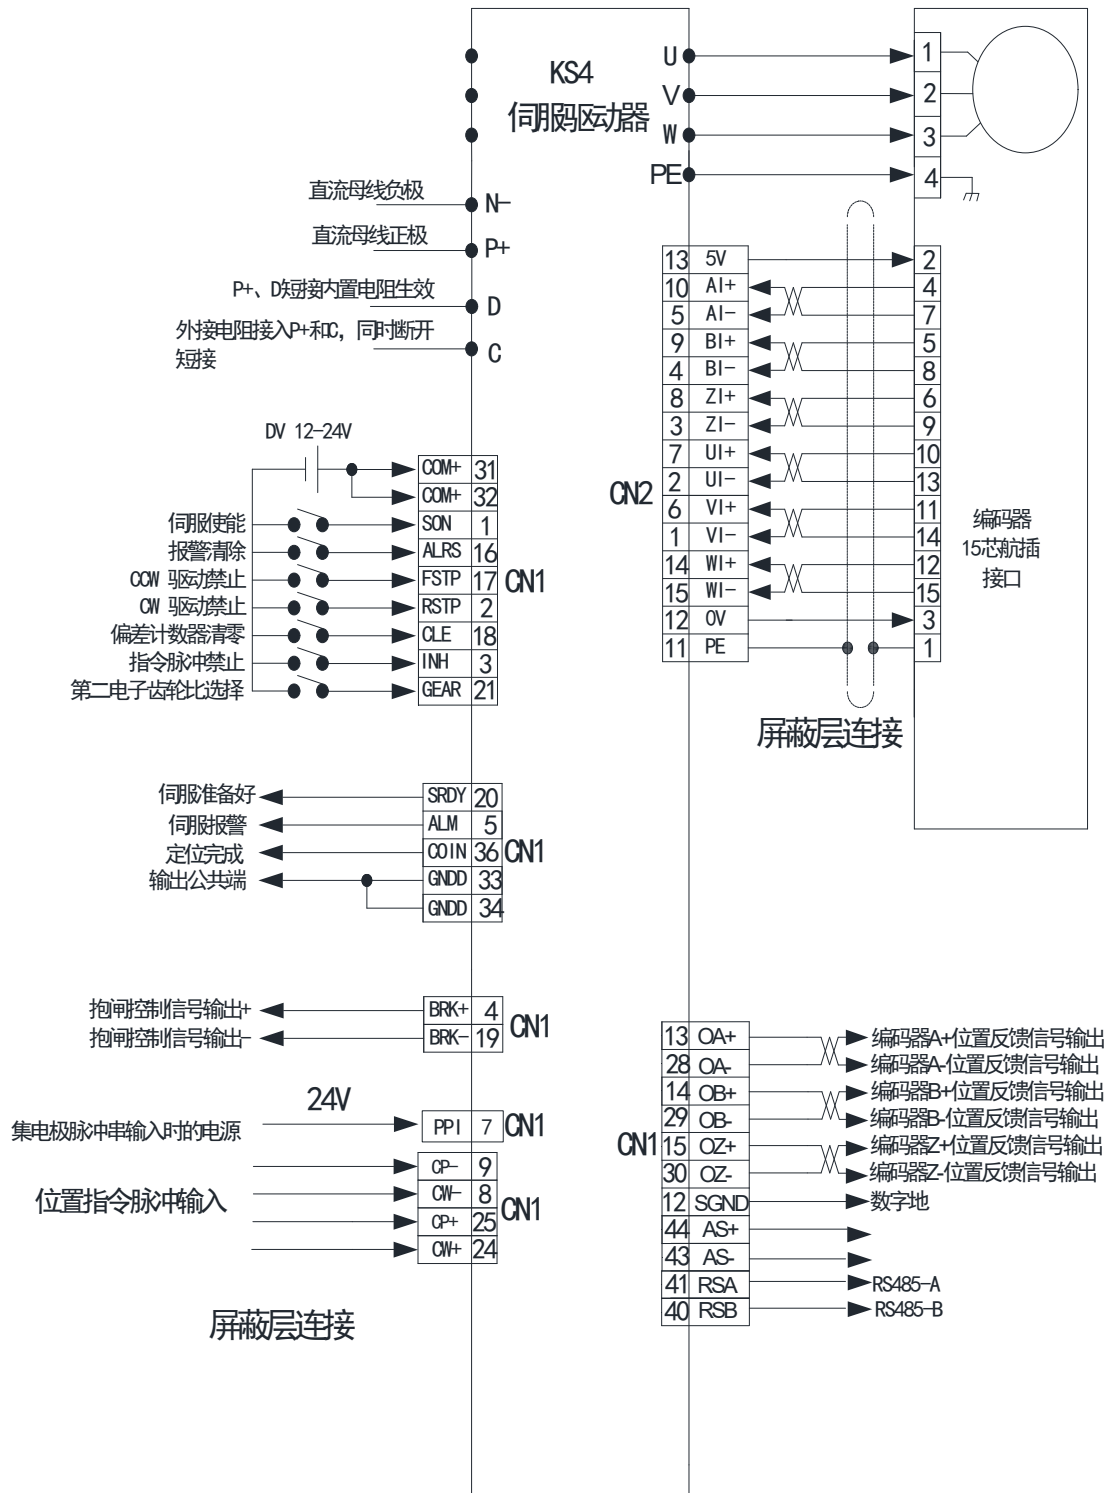 KS4
伺服驱动器
U
V
W
PE
1
2
3
4
直流母线负极
N-
直流母线正极
P+
P+、D短接内置电阻生效
D
外接电阻接入P+和C，同时断开
短接
C
DV 12-24V
COM+ 31
COM+ 32
伺服使能 SON 1
报警清除 ALRS 16
CCW 驱动禁止 FSTP 17
CW 驱动禁止 RSTP 2
偏差计数器清零 CLE 18
指令脉冲禁止 INH 3
第二电子齿轮比选择 GEAR 21
CN1
13 5V 2
10 AI+ 4
5 AI- 7
9 BI+ 5
4 BI- 8
8 ZI+ 6
3 ZI- 9
7 UI+ 10
2 UI- 13
6 VI+ 11
1 VI- 14
14 WI+ 12
15 WI- 15
12 0V 3
11 PE 1
CN2
编码器
15芯航插
接口
屏蔽层连接
伺服准备好 SRDY 20
伺服报警 ALM 5
定位完成 COIN 36
输出公共端 GNDD 33
GNDD 34
CN1
抱闸控制信号输出+ BRK+ 4
抱闸控制信号输出- BRK- 19
CN1
24V
集电极脉冲串输入时的电源 PPI 7 CN1
CP- 9
CW- 8
CP+ 25
CW+ 24
位置指令脉冲输入
CN1
屏蔽层连接
13 OA+ 编码器A+位置反馈信号输出
28 OA- 编码器A-位置反馈信号输出
14 OB+ 编码器B+位置反馈信号输出
29 OB- 编码器B-位置反馈信号输出
CN1 15 OZ+ 编码器Z+位置反馈信号输出
30 OZ- 编码器Z-位置反馈信号输出
12 SGND 数字地
44 AS+
43 AS-
41 RSA RS485-A
40 RSB RS485-B